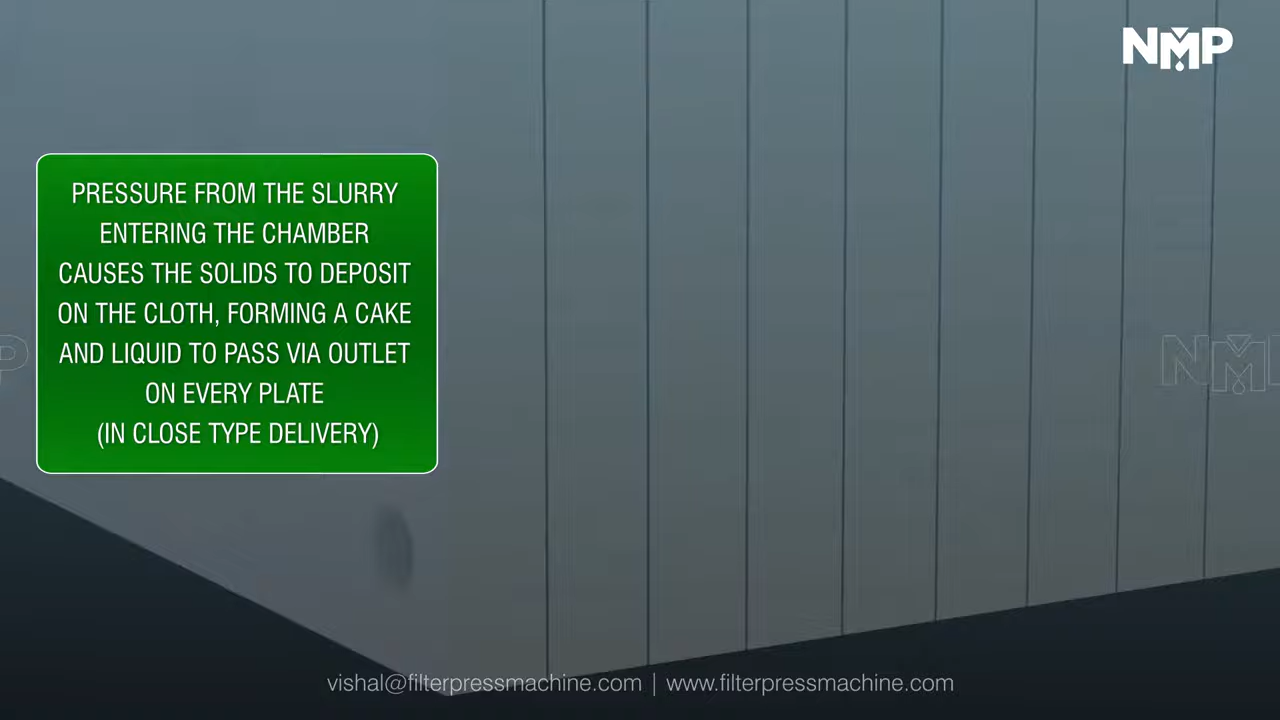 NMP
PRESSURE FROM THE SLURRY
ENTERING THE CHAMBER
CAUSES THE SOLIDS TO DEPOSIT
ON THE CLOTH, FORMING A CAKE
AND LIQUID TO PASS VIA OUTLET
ON EVERY PLATE
(IN CLOSE TYPE DELIVERY)
P
NM
vishal@filterpressmachine.com | www.filterpressmachine.com